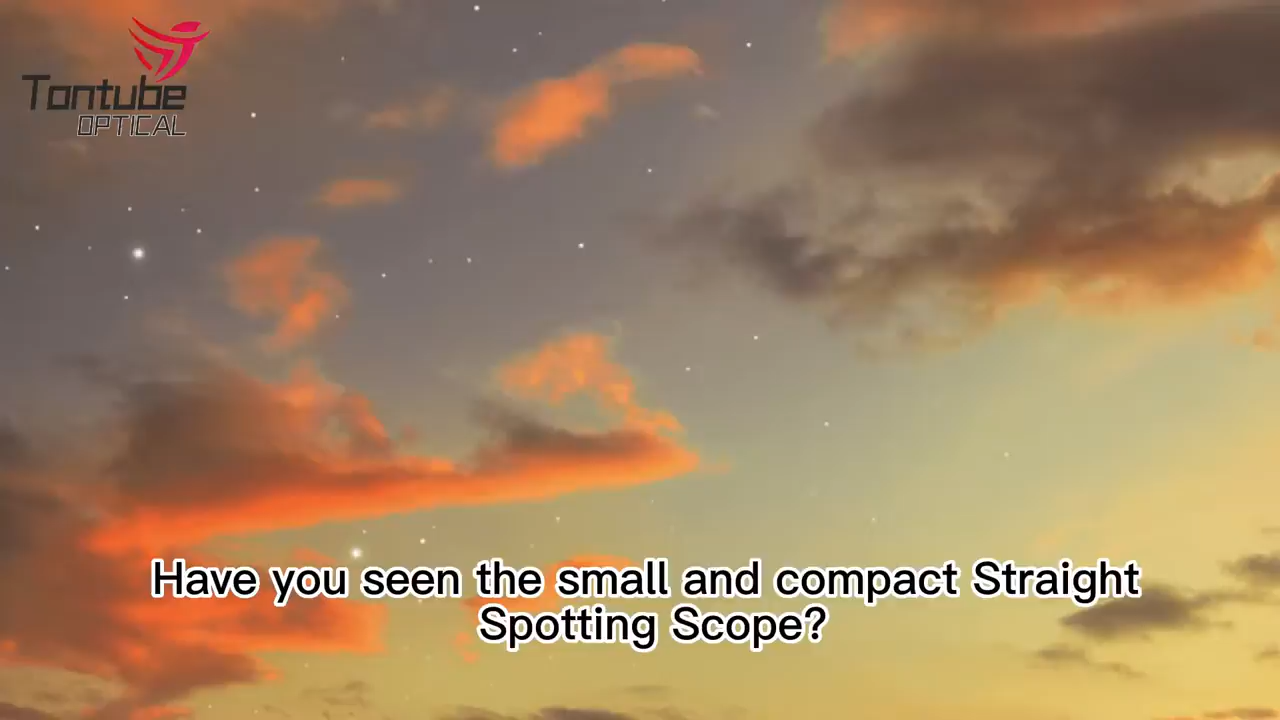 Tontube
OPTICAL
Have you seen the small and compact Straight
Spotting Scope?